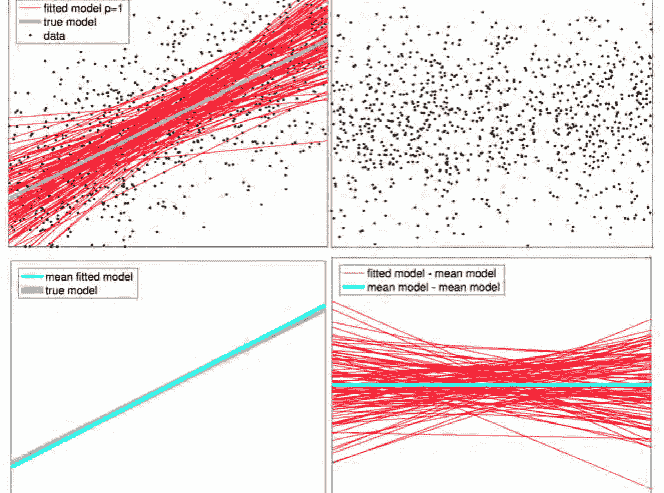 fitted model p=1
true model
data
mean fitted model
true model
fitted model - mean model
mean model - mean model